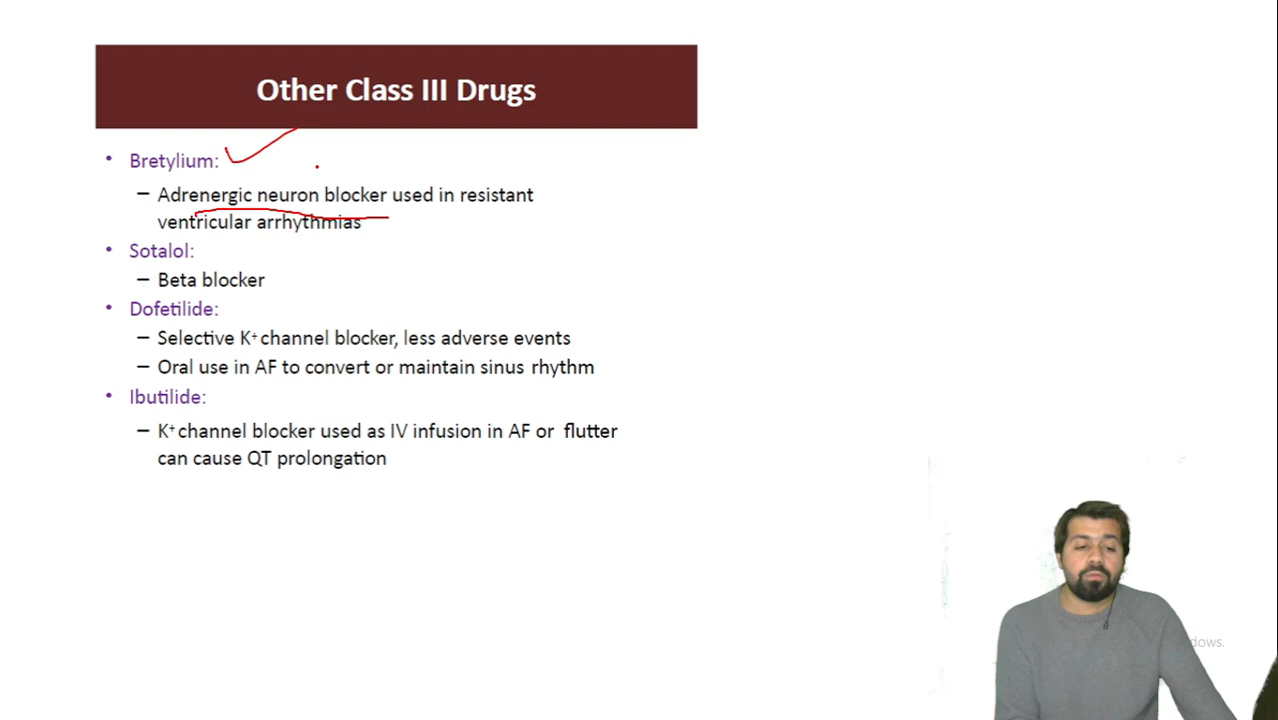 Other Class III Drugs
• Bretylium:
– Adrenergic neuron blocker used in resistant
ventricular arrhythmias
• Sotalol:
– Beta blocker
• Dofetilide:
– Selective K+ channel blocker, less adverse events
– Oral use in AF to convert or maintain sinus rhythm
• Ibutilide:
– K+ channel blocker used as IV infusion in AF or flutter
can cause QT prolongation
dows.